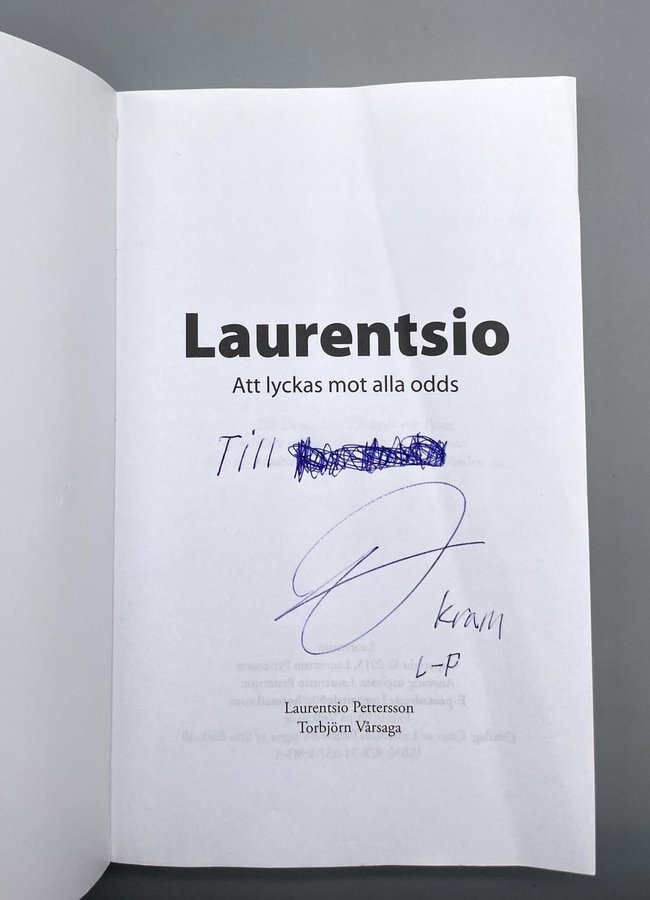 Laurentsio
Att lyckas mot alla odds
Till
kram
L-P
Laurentsio Pettersson
Torbjörn Vårsaga